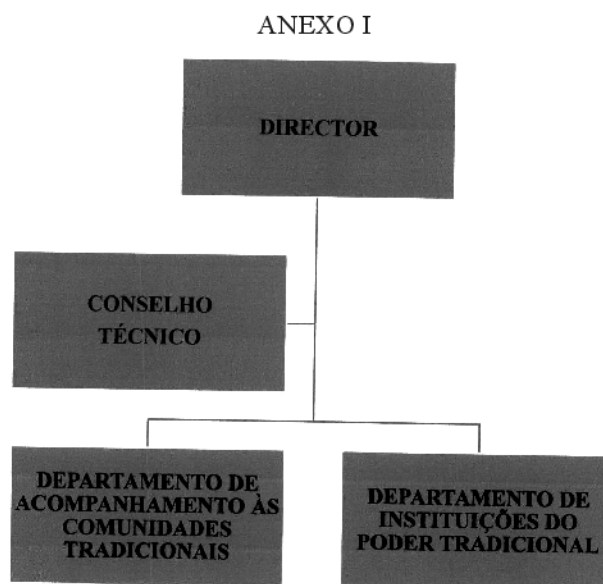 ANEXO I
DIRECTOR
CONSELHO
TÉCNICO
DEPARTAMENTO DE
ACOMPANHAMENTO ÀS
COMUNIDADES
TRADICIONAIS
DEPARTAMENTO DE
INSTITUIÇÕES DO
PODER TRADICIONAL